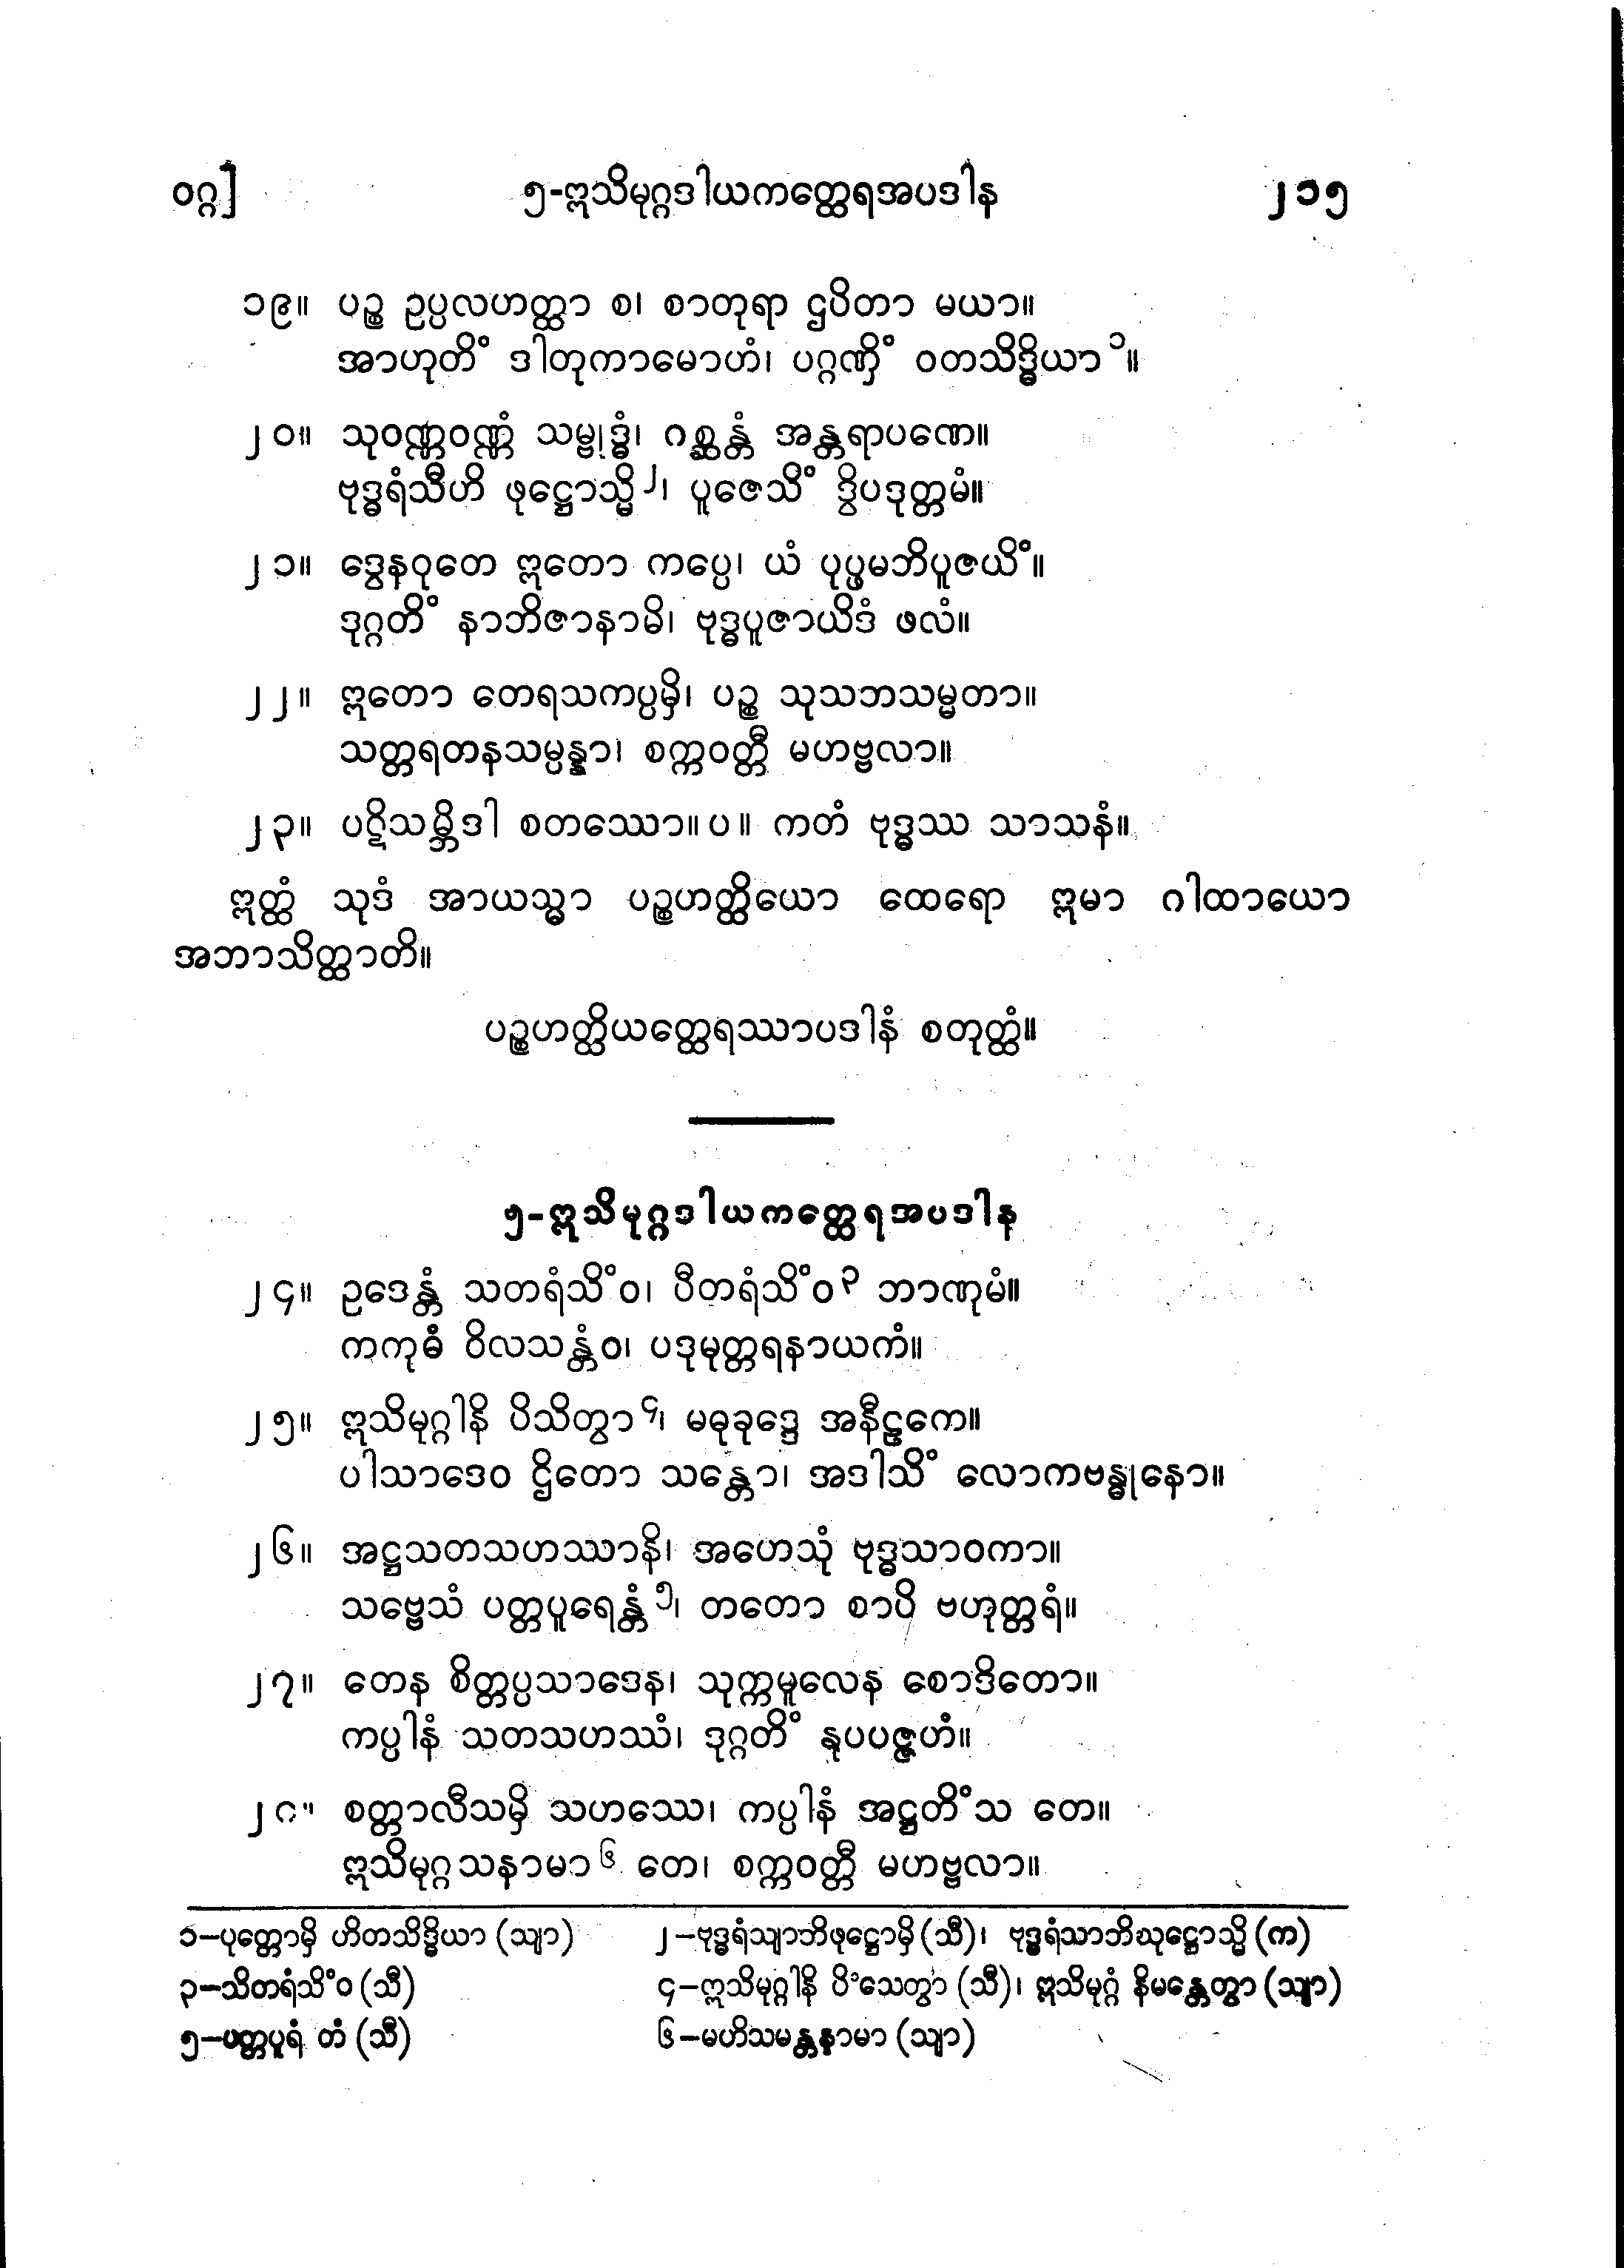 ဝဂ္ဂ] ၅-ဣသိမုဂ္ဂဒါယကတ္ထေရအပဒါန ၂၁၅
၁၉။ ပဉ္စ ဥပ္ပလဟတ္ထာ စ၊ စာတုရာ ဌပိတာ မယာ။
အာဟုတိံ ဒါတုကာမောဟံ၊ ပဂ္ဂဏှိံ ဝတသိဒ္ဓိယာ၁။
၂၀။ သုဝဏ္ဏဝဏ္ဏံ သမ္ဗုဒ္ဓံ၊ ဂစ္ဆန္တံ အန္တရာပဏေ။
ဗုဒ္ဓရံသီဟိ ဖုဋ္ဌောသ္မိ၂၊ ပူဇေသိံ ဒွိပဒုတ္တမံ။
၂၁။ ဒွေနဝုတေ ဣတော ကပ္ပေ၊ ယံ ပုပ္ဖမဘိပူဇယိံ။
ဒုဂ္ဂတိံ နာဘိဇာနာမိ၊ ဗုဒ္ဓပူဇာယိဒံ ဖလံ။
၂၂။ ဣတော တေရသကပ္ပမှိ၊ ပဉ္စ သုသဘသမ္မတာ။
သတ္တရတနသမ္ပန္နာ၊ စက္ကဝတ္တီ မဟဗ္ဗလာ။
၂၃။ ပဋိသမ္ဘိဒါ စတဿော။ပ။ ကတံ ဗုဒ္ဓဿ သာသနံ။
ဣတ္ထံ သုဒံ အာယသ္မာ ပဉ္စဟတ္ထိယော ထေရော ဣမာ ဂါထာယော
အဘာသိတ္ထာတိ။
ပဉ္စဟတ္ထိယတ္ထေရဿာပဒါနံ စတုတ္ထံ။
၅-ဣသိမုဂ္ဂဒါယကတ္ထေရအပဒါန
၂၄။ ဥဒေန္တံ သတရံသိံဝ၊ ပီတရံသိံဝ၃ ဘာဏုမံ။
ကကုဓံ ဝိလသန္တံဝ၊ ပဒုမုတ္တရနာယကံ။
၂၅။ ဣသိမုဂ္ဂါနိ ပိသိတွာ၄၊ မဓုခုဒ္ဒေ အနီဠကေ။
ပါသာဒေဝ ဌိတော သန္တော၊ အဒါသိံ လောကဗန္ဓုနော။
၂၆။ အဋ္ဌသတသဟဿာနိ၊ အဟေသုံ ဗုဒ္ဓသာဝကာ။
သဗ္ဗေသံ ပတ္တပူရေန္တံ၅၊ တတော စာပိ ဗဟုတ္တရံ။
၂၇။ တေန စိတ္တပ္ပသာဒေန၊ သုက္ကမူလေန စောဒိတော။
ကပ္ပါနံ သတသဟဿံ၊ ဒုဂ္ဂတိံ နုပပဇ္ဇဟံ။
၂၈။ စတ္တာလီသမှိ သဟဿေ၊ ကပ္ပါနံ အဋ္ဌတိံသ တေ။
ဣသိမုဂ္ဂသနာမာ၆ တေ၊ စက္ကဝတ္တီ မဟဗ္ဗလာ။
၁–ပုတ္တောမှိ ဟိတသိဒ္ဓိယာ (သျာ) ၂–ဗုဒ္ဓရံသျာဘိဖုဋ္ဌောမှိ (သီ)၊ ဗုဒ္ဓရံသာဘိဃုဋ္ဌောသ္မိ (က)
၃–သိတရံသိံဝ (သီ) ၄–ဣသိမုဂ္ဂါနိ ပိံသေတွာ (သီ)၊ ဣသိမုဂ္ဂံ နိမန္တေတွာ (သျာ)
၅–ပတ္တပူရံ တံ (သီ) ၆–မဟိသမန္တနာမာ (သျာ)